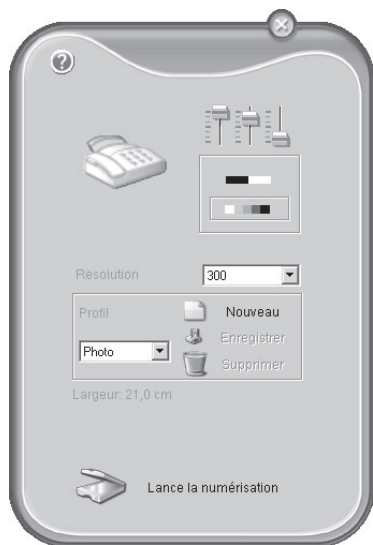 ?
Resolution
300
Profil
Nouveau
Photo
Enregistrer
Supprimer
Largeur: 21,0 cm
Lance la numérisation